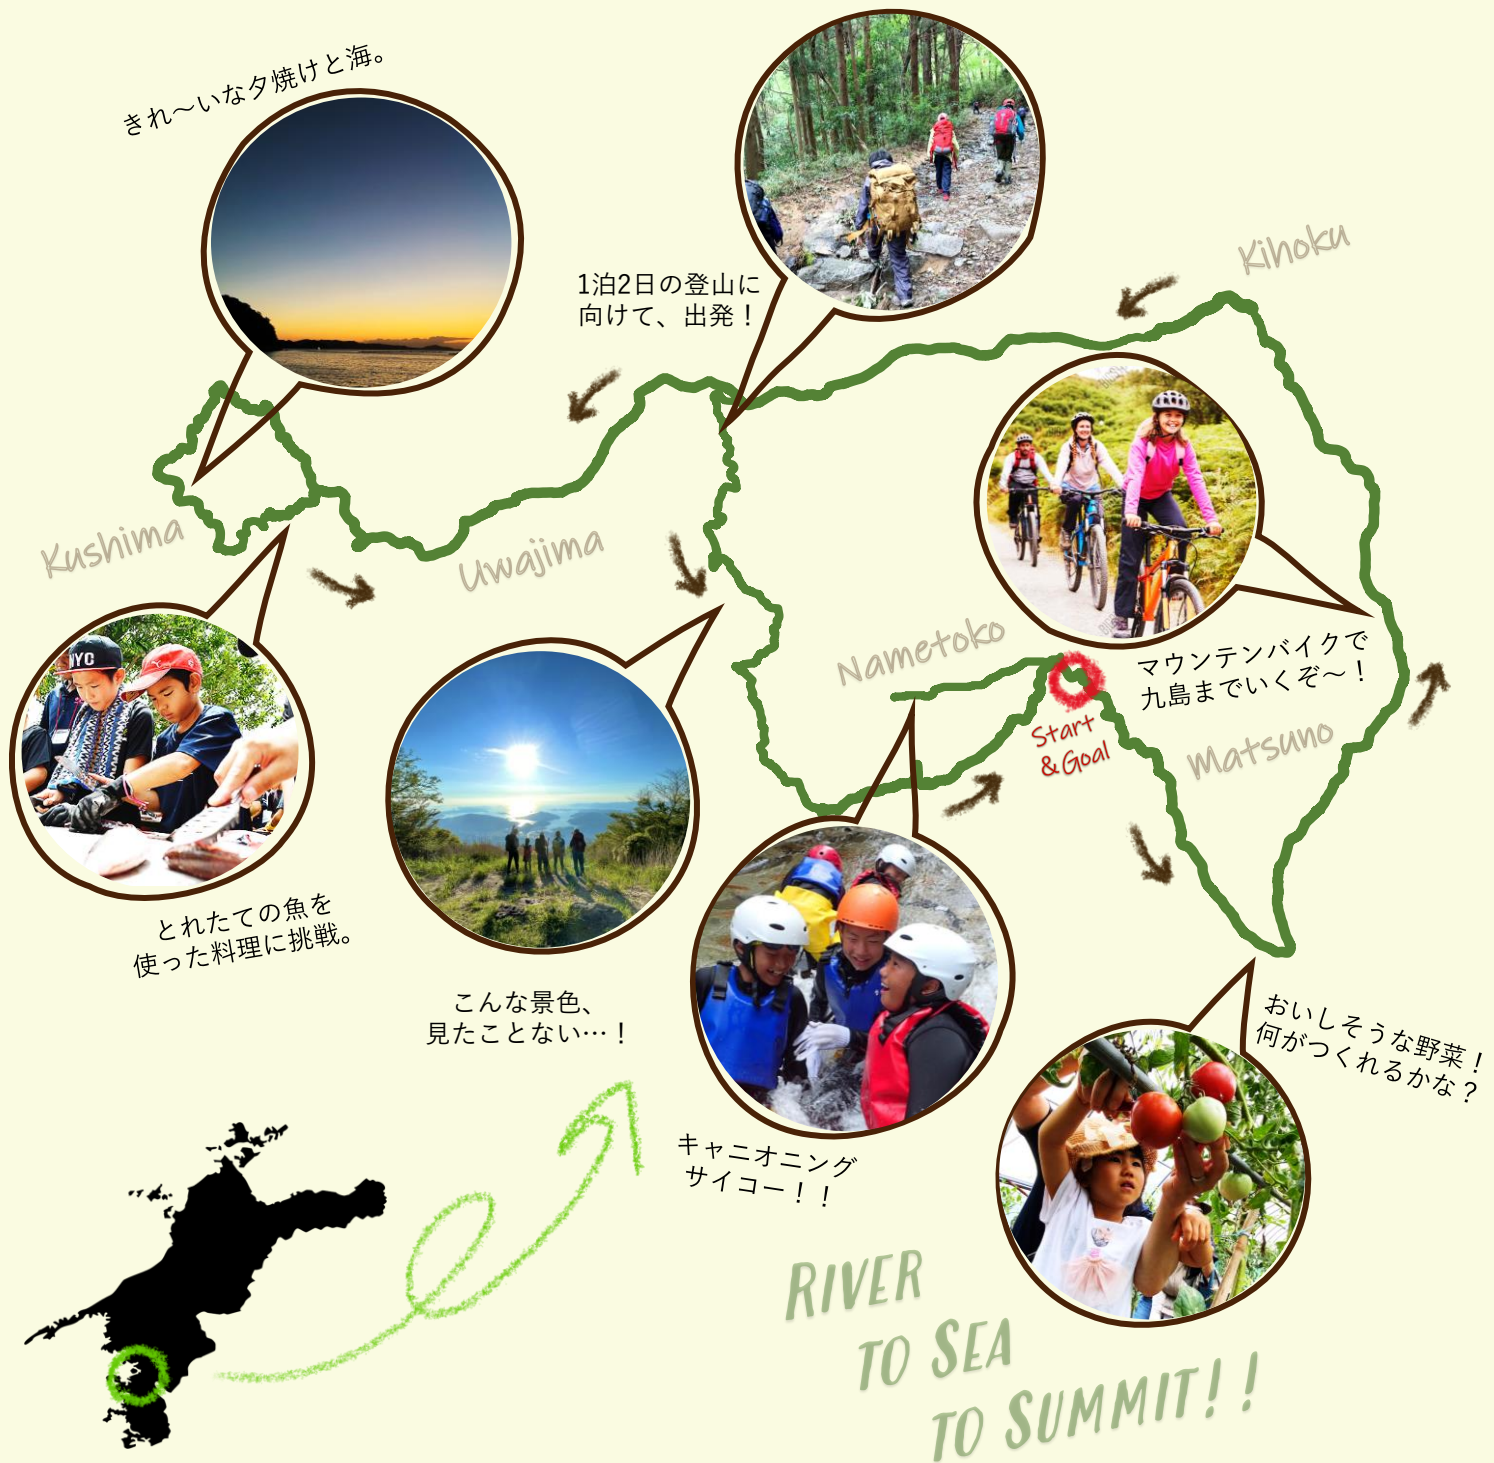 きれ〜いな夕焼けと海。
1泊2日の登山に
向けて、出発！
Kihoku
Kushima
Uwajima
Nametoko
マウンテンバイクで
九島までいくぞ〜！
Start
&Goal
Matsuno
NYC
とれたての魚を
使った料理に挑戦。
こんな景色、
見たことない…！
おいしそうな野菜！
何がつくれるかな？
キャニオニング
サイコー！！
RIVER
TO SEA
TO SUMMIT!!